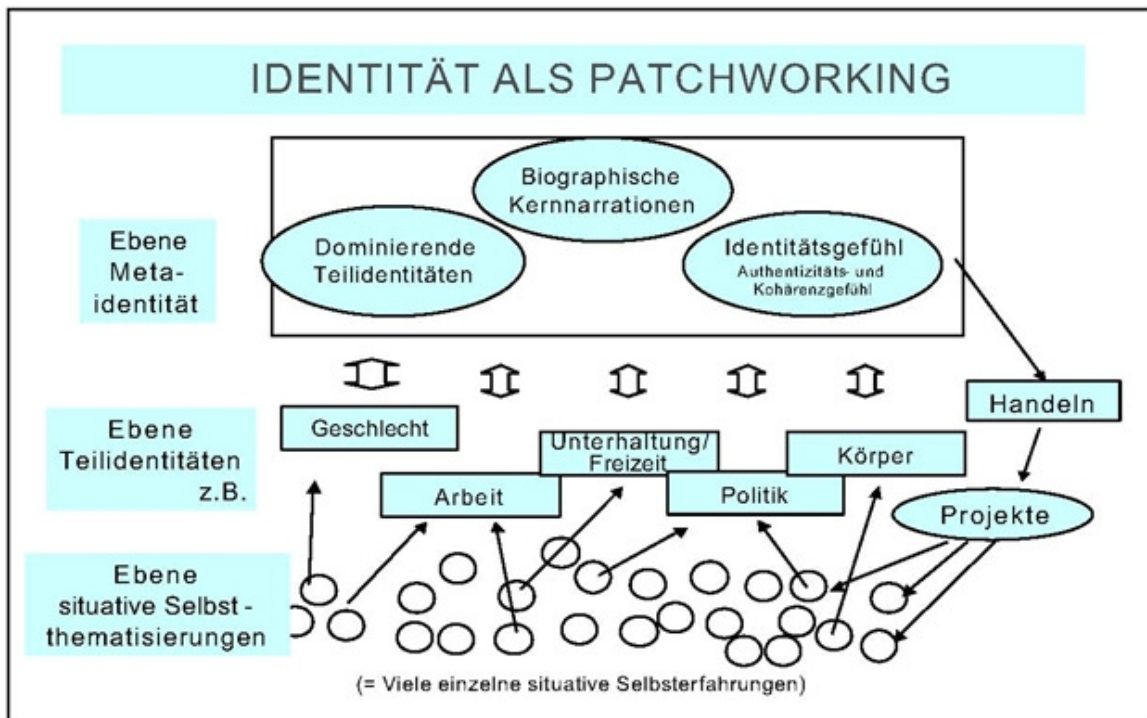 IDENTITÄT ALS PATCHWORKING
Ebene
Meta-
identität
Biographische
Kernnarrationen
Dominierende
Teilidentitäten
Identitätsgefühl
Authentizitäts- und
Kohärenzgefühl
Handeln
Projekte
Ebene
Teilidentitäten
z.B.
Geschlecht
Arbeit
Unterhaltung/
Freizeit
Politik
Körper
Ebene
situative Selbst -
thematisierungen
(= Viele einzelne situative Selbsterfahrungen)